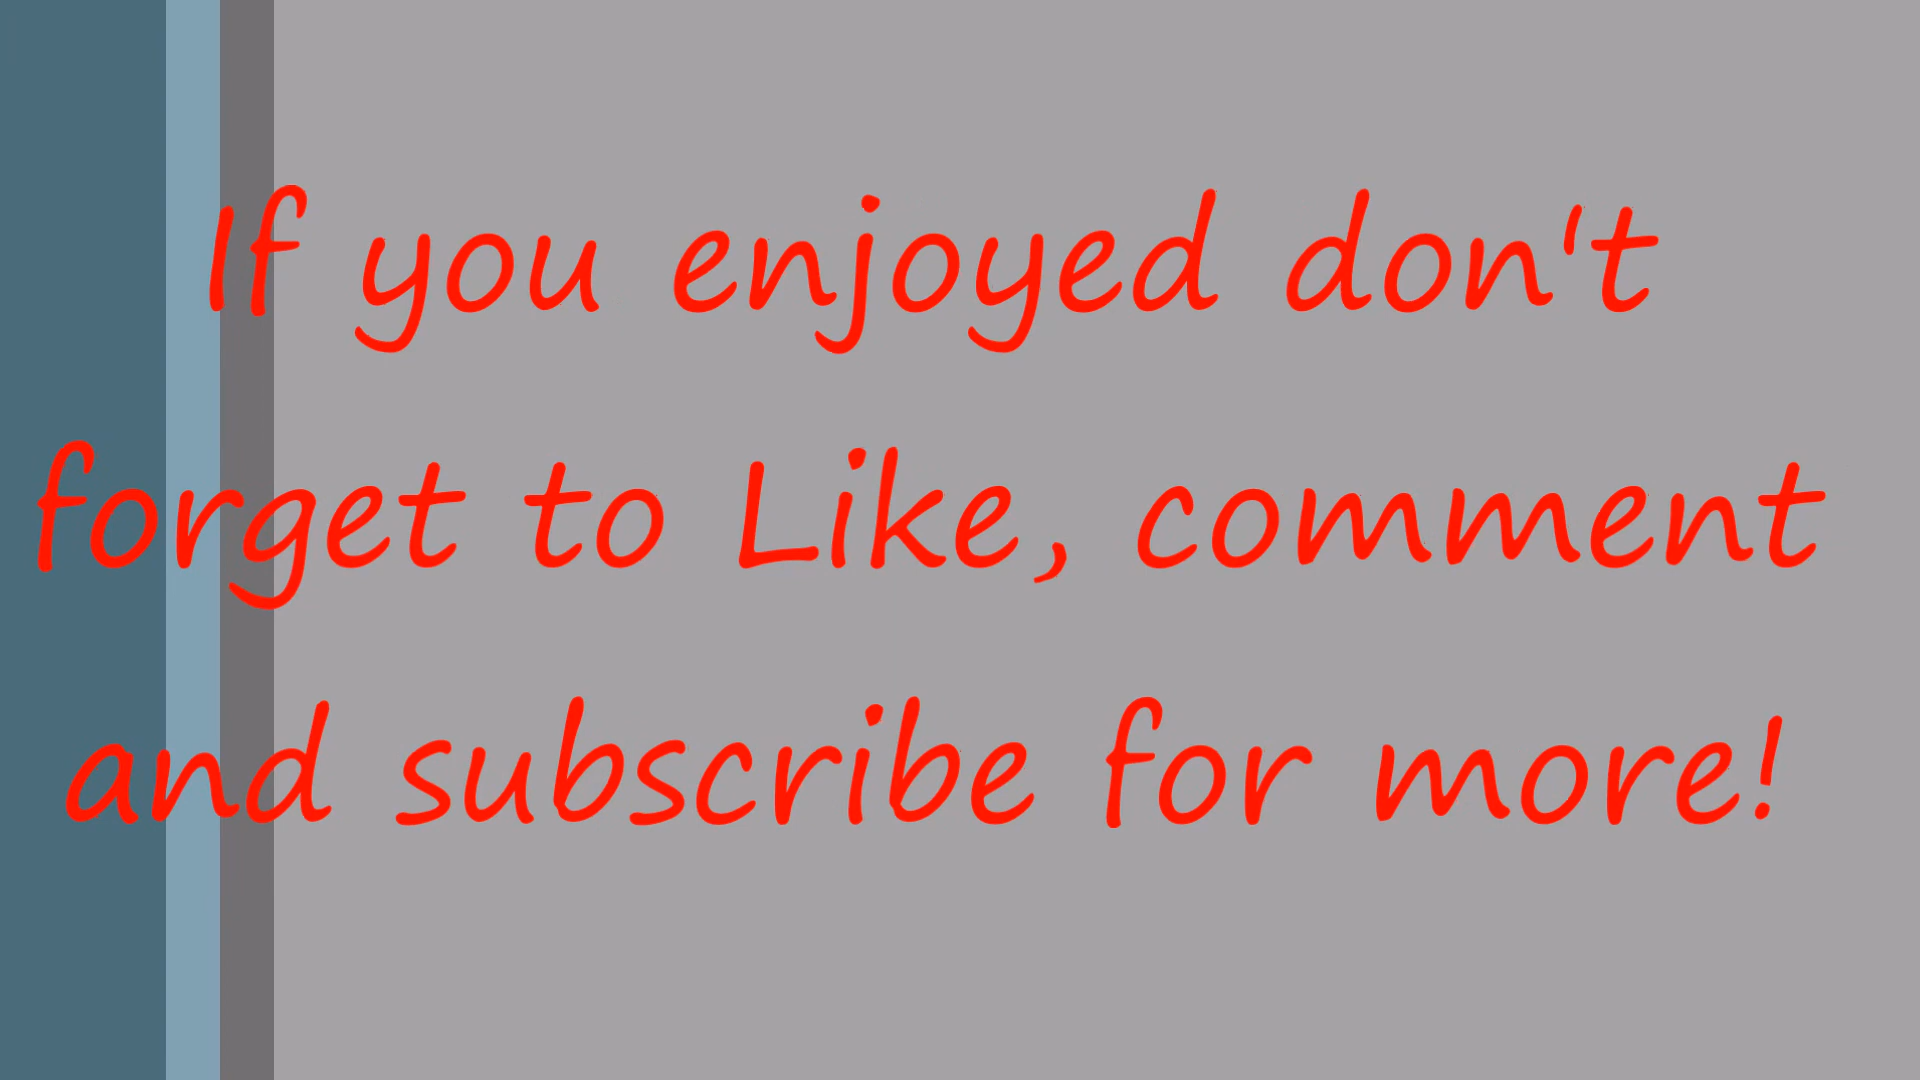 If you enjoyed don't
forget to Like, comment
and subscribe for more!